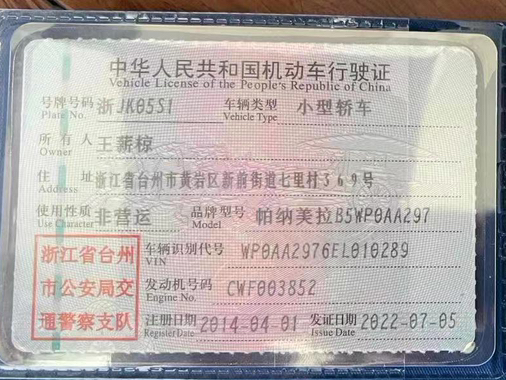 中华人民共和国机动车行驶证
Vehicle License of the People's Republic of China
号牌号码 浙JK05S1 车辆类型 小型轿车
Plate No. Vehicle Type
所有人 王薪椋
Owner
住址 浙江省台州市黄岩区新前街道七里村369号
Address
使用性质 非营运 品牌型号 帕纳美拉B5WP0AA297
Use Character Model
浙江省台州
市公安局交
通警察支队
车辆识别代号 WP0AA2976EL010289
VIN
发动机号码 CWF003852
Engine No.
注册日期 2014-04-01 发证日期 2022-07-05
Register Date Issue Date